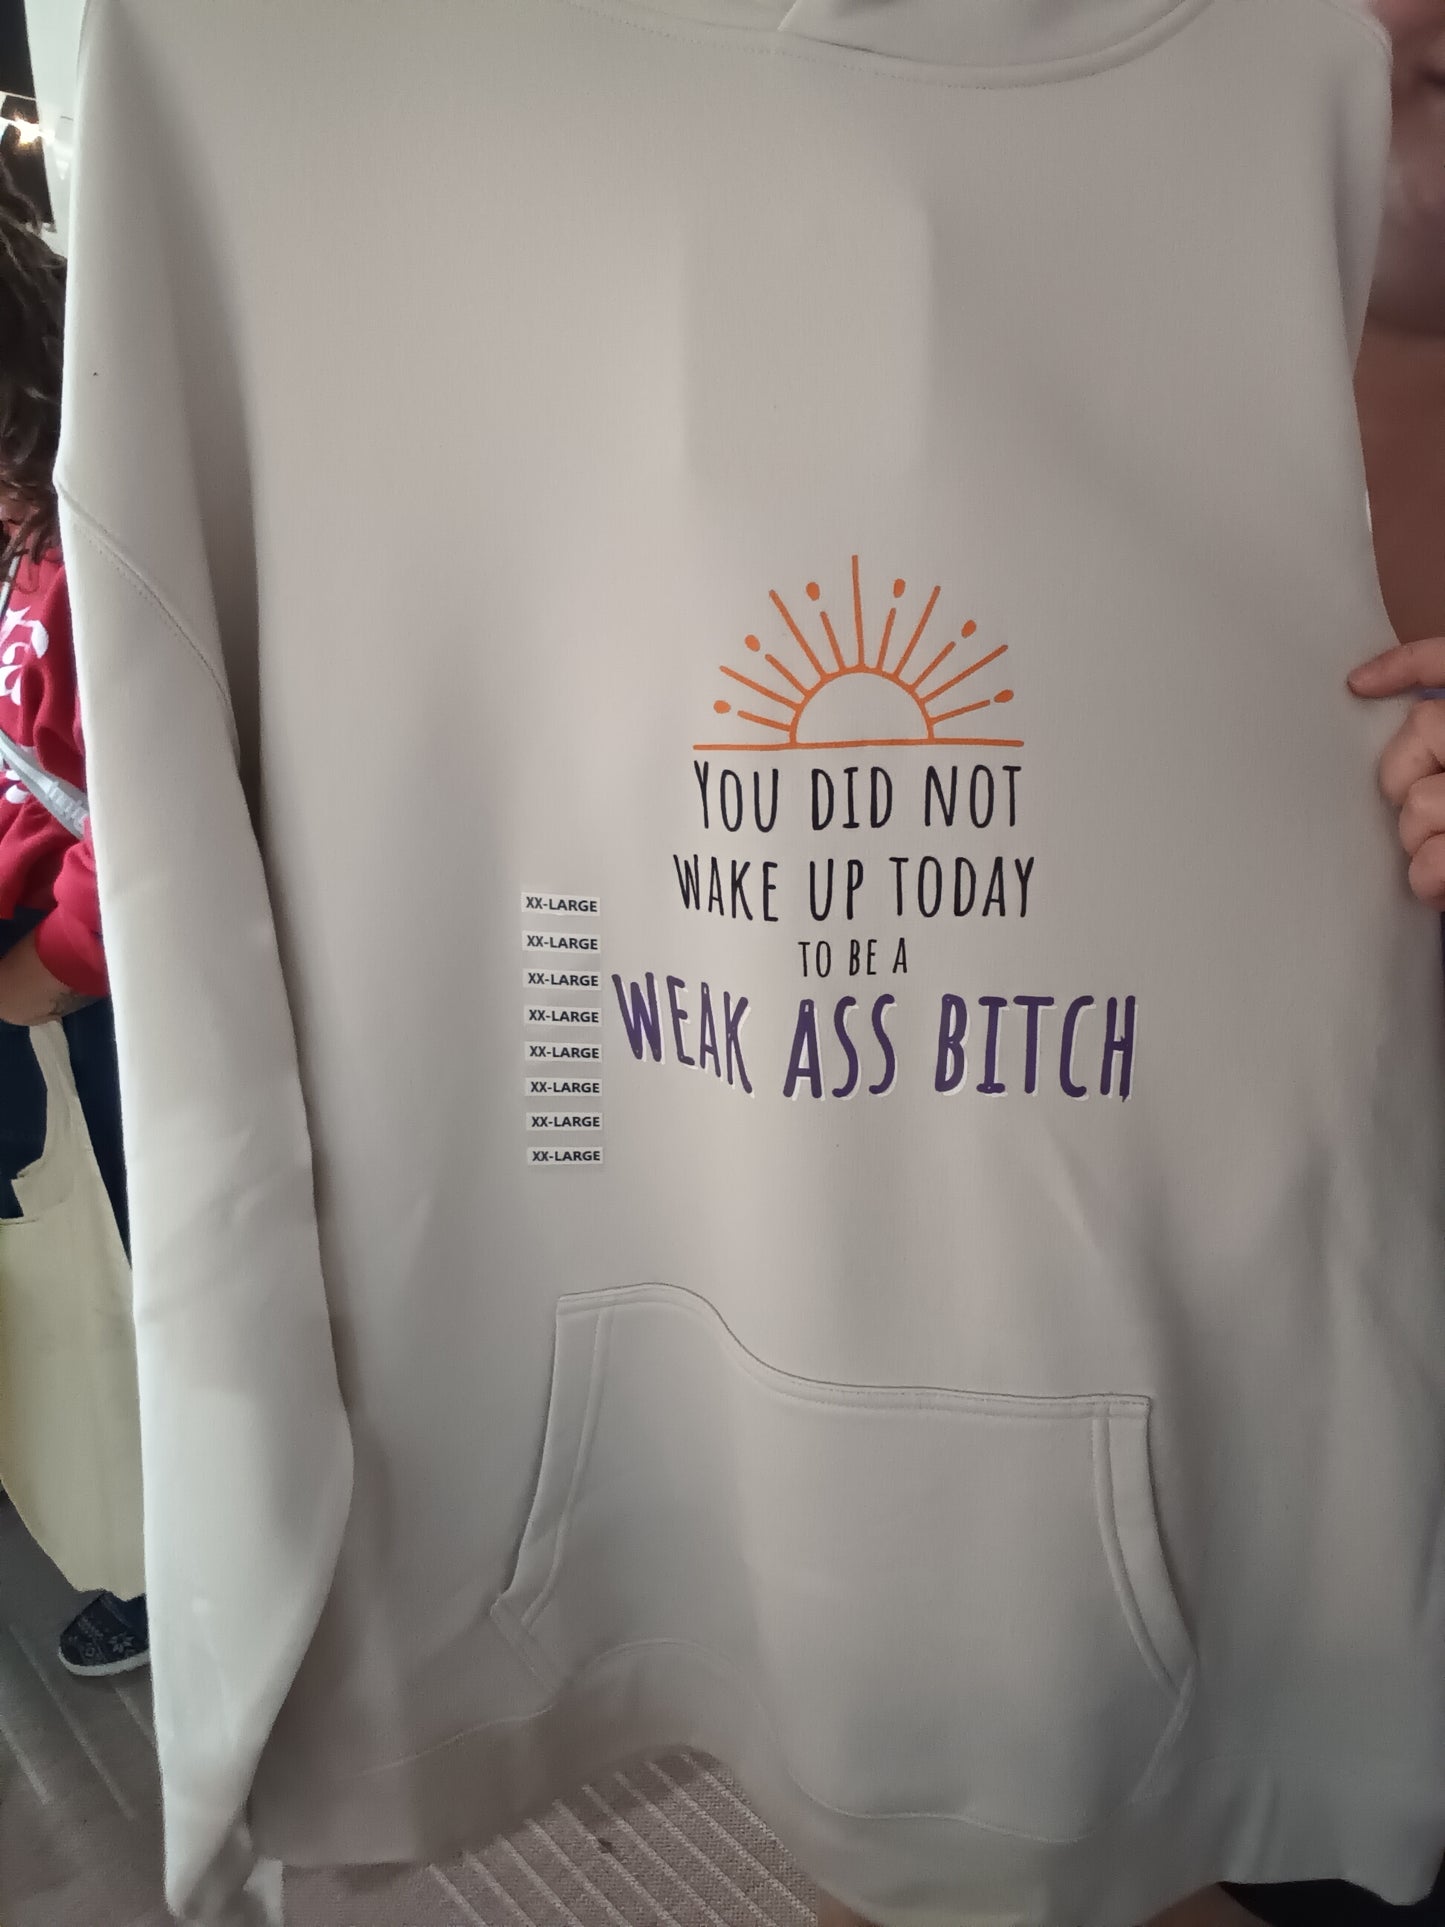 YOU DID NOT
WAKE UP TODAY
TO BE A
WEAK ASS BITCH
XX-LARGE
XX-LARGE
XX-LARGE
XX-LARGE
XX-LARGE
XX-LARGE
XX-LARGE
XX-LARGE